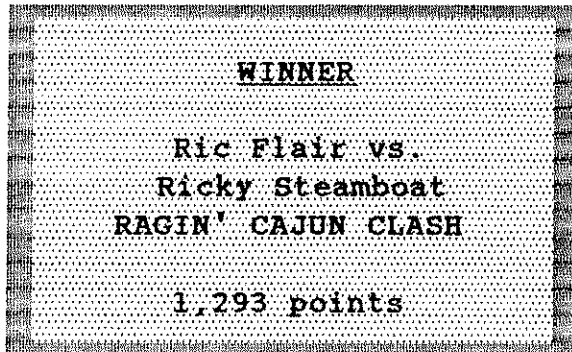 WINNER
Ric Flair vs.
Ricky Steamboat
RAGIN' CAJUN CLASH
1,293 points